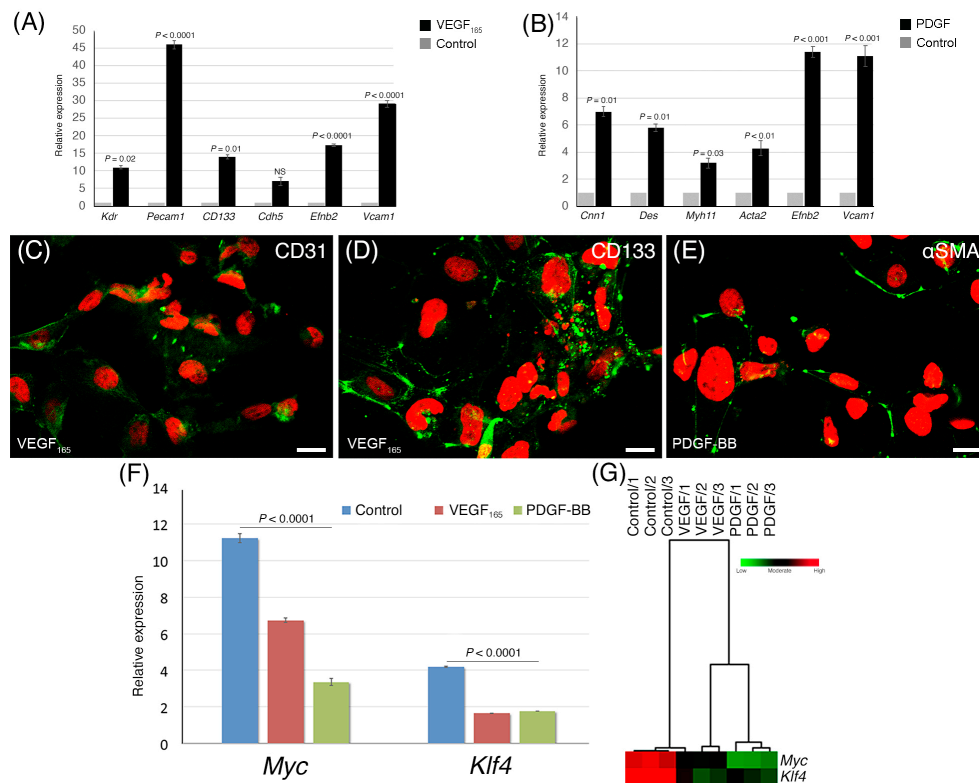 (A)
VEGF165
Control
Relative expression
50
45
40
35
30
25
20
15
10
5
0
P = 0.02
P < 0.0001
P = 0.01
NS
P < 0.0001
P < 0.0001
Kdr Pecam1 CD133 Cdh5 Efnb2 Vcam1
(B)
PDGF
Control
Relative expression
14
12
10
8
6
4
2
0
P = 0.01
P = 0.01
P = 0.03
P < 0.01
P < 0.001
P < 0.001
Cnn1 Des Myh11 Acta2 Efnb2 Vcam1
(C) CD31
VEGF165
(D) CD133
VEGF165
(E) αSMA
PDGF-BB
(F)
Control VEGF165 PDGF-BB
Relative expression
14
12
10
8
6
4
2
0
P < 0.0001
P < 0.0001
Myc Klf4
(G)
Control/1
Control/2
Control/3
VEGF/1
VEGF/2
VEGF/3
PDGF/1
PDGF/2
PDGF/3
Low Moderate High
Myc
Klf4